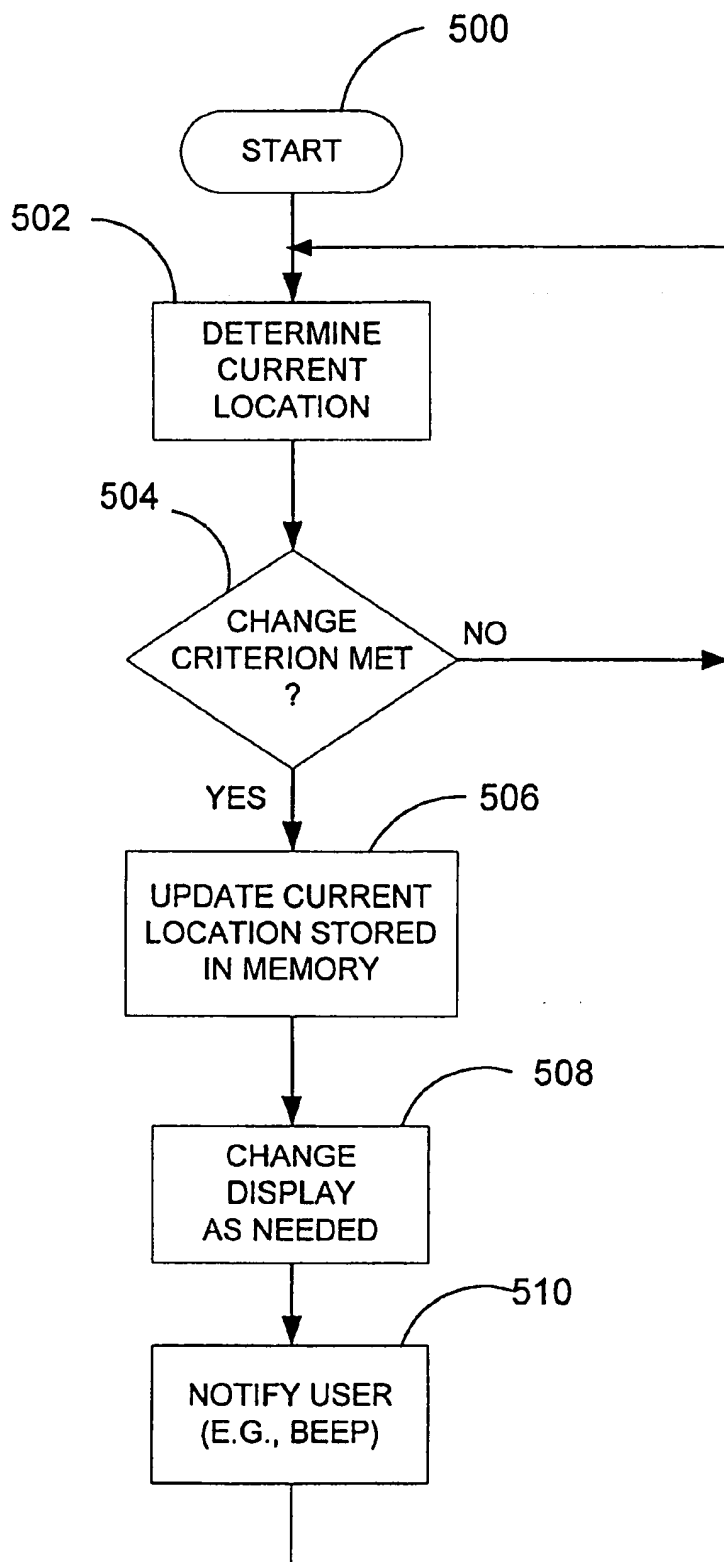 500
START
502
DETERMINE
CURRENT
LOCATION
504
CHANGE
CRITERION MET
?
NO
YES
506
UPDATE CURRENT
LOCATION STORED
IN MEMORY
508
CHANGE
DISPLAY
AS NEEDED
510
NOTIFY USER
(E.G., BEEP)